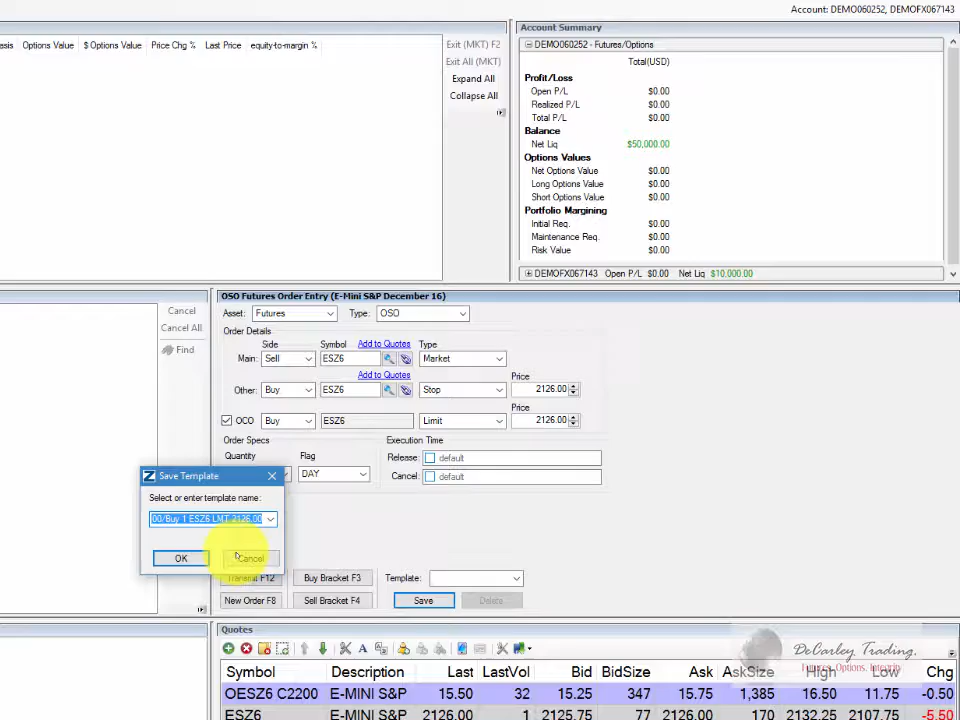 Account: DEMO060252, DEMOFX067143
Account Summary
asis Options Value $ Options Value Price Chg % Last Price equity-to-margin %
Exit (MKT) F2
Exit All (MKT)
Expand All
Collapse All
DEMO060252 - Futures/Options
Total(USD)
Profit/Loss
Open P/L $0.00
Realized P/L $0.00
Total P/L $0.00
Balance
Net Liq $50,000.00
Options Values
Net Options Value $0.00
Long Options Value $0.00
Short Options Value $0.00
Portfolio Margining
Initial Req. $0.00
Maintenance Req. $0.00
Risk Value $0.00
DEMOFX067143 Open P/L $0.00 Net Liq $10,000.00
Cancel
Cancel All
Find
OSO Futures Order Entry (E-Mini S&P December 16)
Asset: Futures Type: OSO
Order Details
Side Symbol Add to Quotes Type
Main: Sell ESZ6 Market
Add to Quotes Price
Other: Buy ESZ6 Stop 2126.00
Price
OCO Buy ESZ6 Limit 2126.00
Order Specs Execution Time
Quantity Flag Release: default
DAY Cancel: default
Save Template
Select or enter template name:
00/Buy 1 ESZ6 LMT 2126.00
OK Cancel
Transmit F12 Buy Bracket F3 Template:
New Order F8 Sell Bracket F4 Save Delete
Quotes
DeCarley Trading.
Futures. Options. Integrity.
Symbol Description Last LastVol Bid BidSize Ask AskSize High Low Chg
OESZ6 C2200 E-MINI S&P 15.50 32 15.25 347 15.75 1,385 16.50 11.75 -0.50
ESZ6 E-MINI S&P 2126.00 1 2125.75 77 2126.00 170 2132.25 2107.75 -5.50